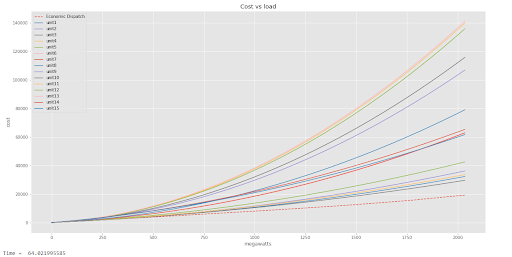 Cost vs load
Economic Dispatch
unit1
unit2
unit3
unit4
unit5
unit6
unit7
unit8
unit9
unit10
unit11
unit12
unit13
unit14
unit15
140000
120000
100000
80000
60000
40000
20000
0
cost
0 250 500 750 1000 1250 1500 1750 2000
megawatts
Time = 64.021995585